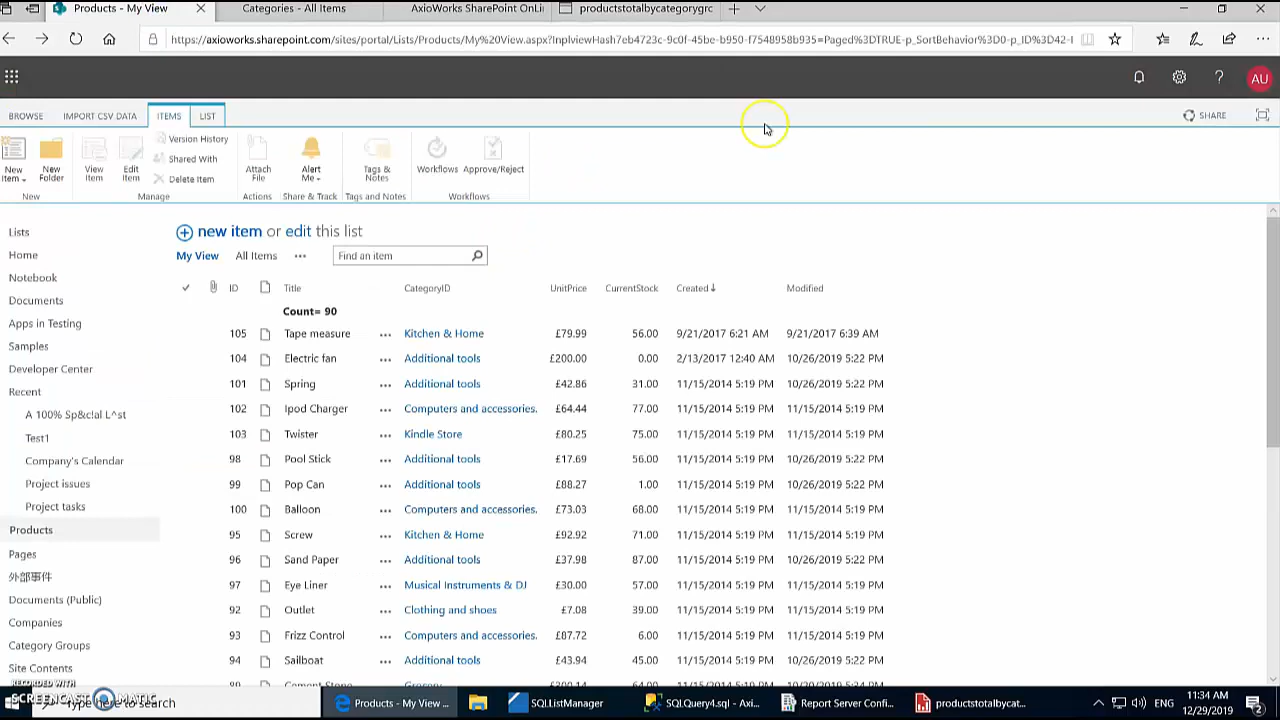 Products - My View
Categories - All Items
AxioWorks SharePoint OnLi
productstotalbycategorygrc
https://axioworks.sharepoint.com/sites/portal/Lists/Products/My%20View.aspx?InplviewHash7eb4723c-9c0f-45be-b950-f7548958b935=Paged%3DTRUE-p_SortBehavior%3D0-p_ID%3D42-I
AU
BROWSE IMPORT CSV DATA ITEMS LIST SHARE
New Item
New Folder
View Item
Edit Item
Version History
Shared With
Delete Item
Attach File
Alert Me
Tags & Notes
Workflows
Approve/Reject
New Manage Actions Share & Track Tags and Notes Workflows
Lists
Home
Notebook
Documents
Apps in Testing
Samples
Developer Center
Recent
A 100% Sp&c!al L^st
Test1
Company's Calendar
Project issues
Project tasks
Products
Pages
外部事件
Documents (Public)
Companies
Category Groups
Site Contents
new item or edit this list
My View All Items ••• Find an item
ID Title CategoryID UnitPrice CurrentStock Created Modified
Count= 90
105 Tape measure ••• Kitchen & Home £79.99 56.00 9/21/2017 6:21 AM 9/21/2017 6:39 AM
104 Electric fan ••• Additional tools £200.00 0.00 2/13/2017 12:40 AM 10/26/2019 5:22 PM
101 Spring ••• Additional tools £42.86 31.00 11/15/2014 5:19 PM 10/26/2019 5:22 PM
102 Ipod Charger ••• Computers and accessories. £64.44 77.00 11/15/2014 5:19 PM 11/15/2014 5:19 PM
103 Twister ••• Kindle Store £80.25 75.00 11/15/2014 5:19 PM 11/15/2014 5:19 PM
98 Pool Stick ••• Additional tools £17.69 16.00 11/15/2014 5:19 PM 10/26/2019 5:22 PM
99 Pop Can ••• Additional tools £88.27 1.00 11/15/2014 5:19 PM 10/26/2019 5:22 PM
100 Balloon ••• Computers and accessories. £73.03 68.00 11/15/2014 5:19 PM 11/15/2014 5:19 PM
95 Screw ••• Kitchen & Home £92.92 71.00 11/15/2014 5:19 PM 11/15/2014 5:19 PM
96 Sand Paper ••• Additional tools £37.98 87.00 11/15/2014 5:19 PM 10/26/2019 5:22 PM
97 Eye Liner ••• Musical Instruments & DJ £30.00 57.00 11/15/2014 5:19 PM 11/15/2014 5:19 PM
92 Outlet ••• Clothing and shoes £7.08 39.00 11/15/2014 5:19 PM 11/15/2014 5:19 PM
93 Frizz Control ••• Computers and accessories. £87.72 6.00 11/15/2014 5:19 PM 11/15/2014 5:19 PM
94 Sailboat ••• Additional tools £43.94 45.00 11/15/2014 5:19 PM 10/26/2019 5:22 PM
RECORDED WITH
SCREENCAST MATIC
type here to search
Products - My View ...
SQLListManager
SQLQuery4.sql - Axi...
Report Server Confi...
productstotalbycat...
ENG
11:34 AM
12/29/2019
2